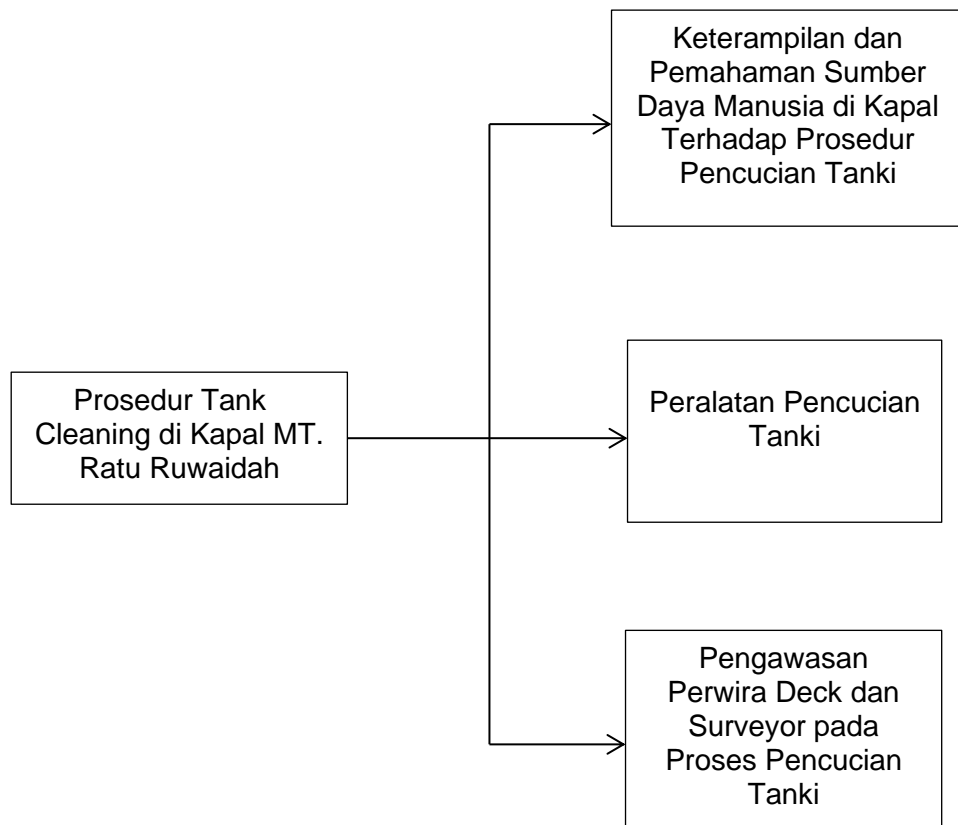 Keterampilan dan
Pemahaman Sumber
Daya Manusia di Kapal
Terhadap Prosedur
Pencucian Tanki
Prosedur Tank
Cleaning di Kapal MT.
Ratu Ruwaidah
Peralatan Pencucian
Tanki
Pengawasan
Perwira Deck dan
Surveyor pada
Proses Pencucian
Tanki